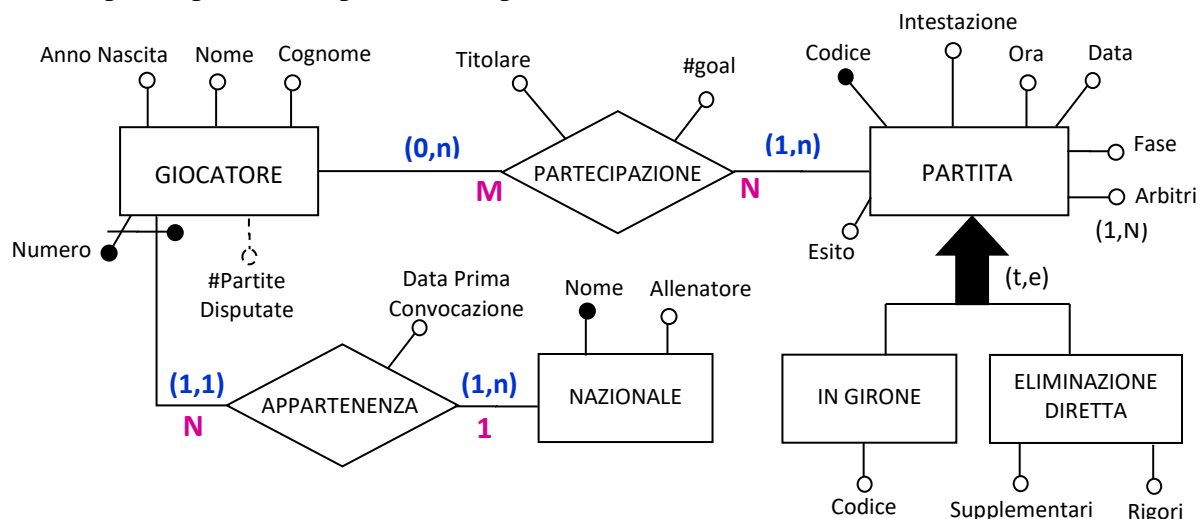 Intestazione
Anno Nascita Nome Cognome
Titolare #goal
Codice Ora Data
(0,n) (1,n)
GIOCATORE PARTECIPAZIONE PARTITA
M N
Fase
Arbitri
(1,N)
Numero
#Partite
Disputate
Esito
(t,e)
Data Prima
Convocazione
Nome Allenatore
(1,1) (1,n)
APPARTENENZA NAZIONALE
N 1
IN GIRONE
ELIMINAZIONE
DIRETTA
Codice Supplementari Rigori